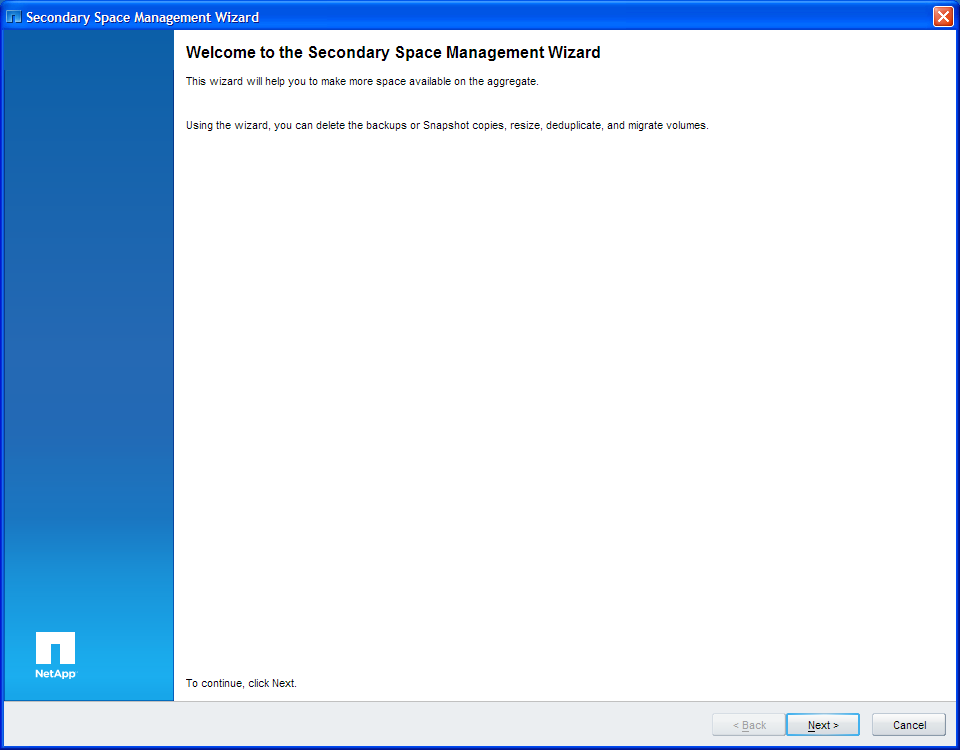 Secondary Space Management Wizard
Welcome to the Secondary Space Management Wizard
This wizard will help you to make more space available on the aggregate.
Using the wizard, you can delete the backups or Snapshot copies, resize, deduplicate, and migrate volumes.
NetApp
To continue, click Next.
< Back
Next >
Cancel